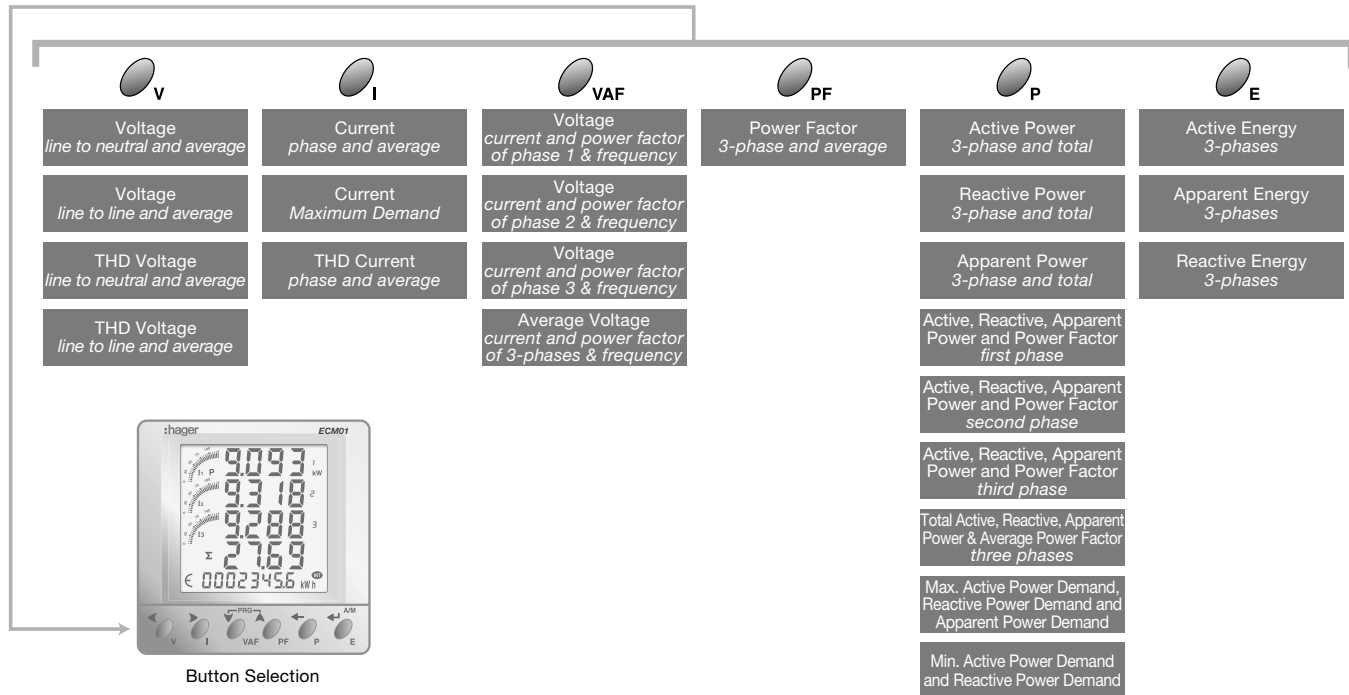 V
I
VAF
PF
P
E
Voltage
line to neutral and average
Voltage
line to line and average
THD Voltage
line to neutral and average
THD Voltage
line to line and average
Current
phase and average
Current
Maximum Demand
THD Current
phase and average
Voltage
current and power factor
of phase 1 & frequency
Voltage
current and power factor
of phase 2 & frequency
Voltage
current and power factor
of phase 3 & frequency
Average Voltage
current and power factor
of 3-phases & frequency
Power Factor
3-phase and average
Active Power
3-phase and total
Reactive Power
3-phase and total
Apparent Power
3-phase and total
Active, Reactive, Apparent
Power and Power Factor
first phase
Active, Reactive, Apparent
Power and Power Factor
second phase
Active, Reactive, Apparent
Power and Power Factor
third phase
Total Active, Reactive, Apparent
Power & Average Power Factor
three phases
Max. Active Power Demand,
Reactive Power Demand and
Apparent Power Demand
Min. Active Power Demand
and Reactive Power Demand
Active Energy
3-phases
Apparent Energy
3-phases
Reactive Energy
3-phases
:hager ECM01
I1 P 9.093 1 kW
I2 9.318 2
I3 9.288 3
Σ 27.69
0002345.6 kWh
PRG A/M
V I VAF PF P E
Button Selection